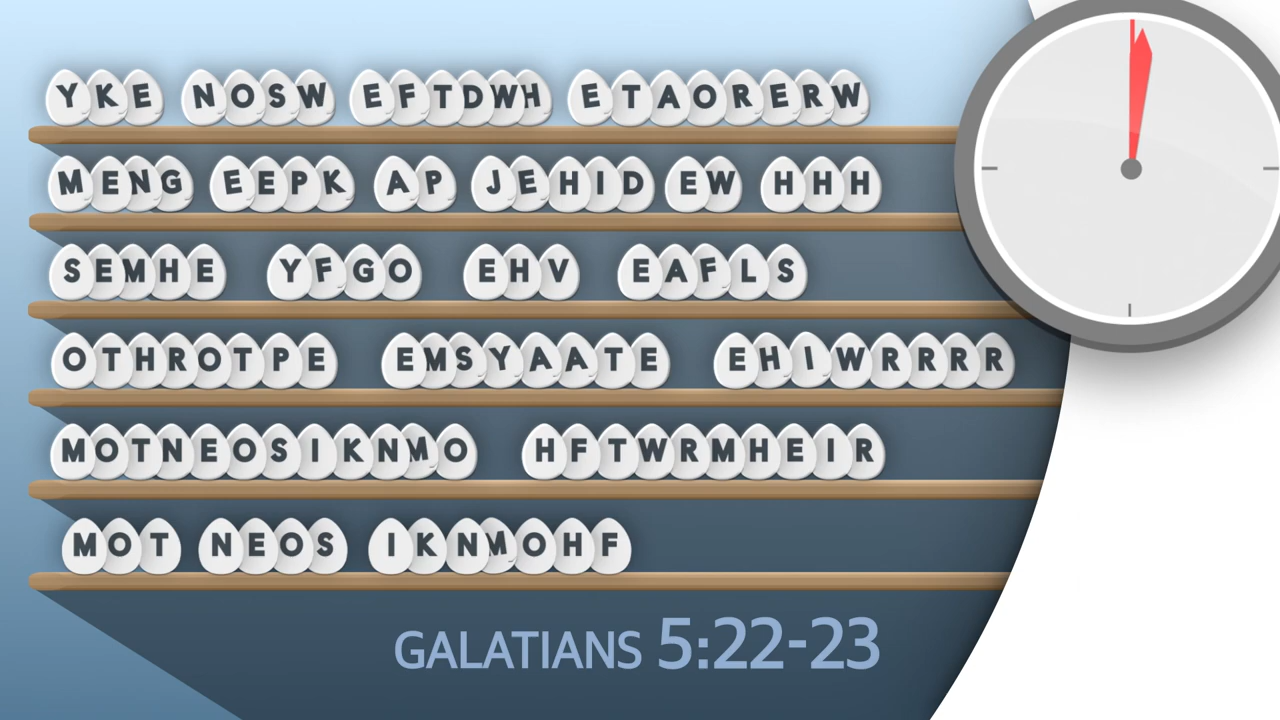 YKE NOSW EFTDWH ETAORERW
MENG EEPK AP JEHID EW HHH
SEMHE YFGO EHV EAFLS
OTHROTPE EMSYAATE EHIWRRRR
MOTNEOSIKNMO HFTWRMHEIR
MOT NEOS IKNMOHF
GALATIANS 5:22-23